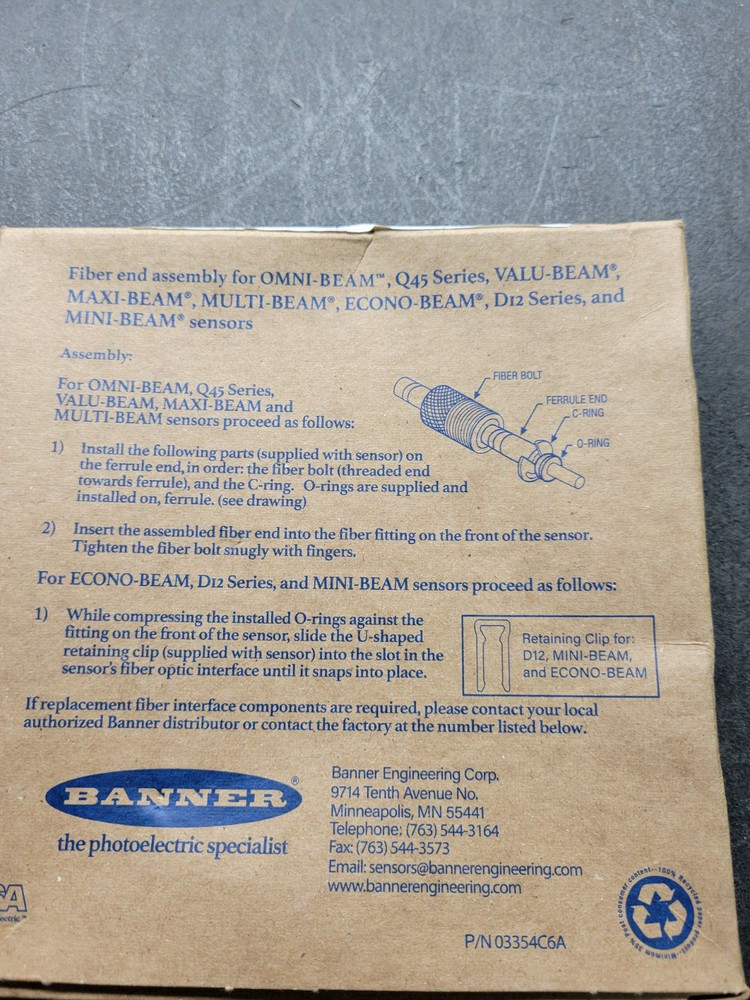 Fiber end assembly for OMNI-BEAM™, Q45 Series, VALU-BEAM®,
MAXI-BEAM®, MULTI-BEAM®, ECONO-BEAM®, D12 Series, and
MINI-BEAM® sensors
Assembly:
For OMNI-BEAM, Q45 Series,
VALU-BEAM, MAXI-BEAM and
MULTI-BEAM sensors proceed as follows:
FIBER BOLT
FERRULE END
C-RING
O-RING
1) Install the following parts (supplied with sensor) on
the ferrule end, in order: the fiber bolt (threaded end
towards ferrule), and the C-ring. O-rings are supplied and
installed on, ferrule. (see drawing)
2) Insert the assembled fiber end into the fiber fitting on the front of the sensor.
Tighten the fiber bolt snugly with fingers.
For ECONO-BEAM, D12 Series, and MINI-BEAM sensors proceed as follows:
1) While compressing the installed O-rings against the
fitting on the front of the sensor, slide the U-shaped
retaining clip (supplied with sensor) into the slot in the
sensor's fiber optic interface until it snaps into place.
Retaining Clip for:
D12, MINI-BEAM,
and ECONO-BEAM
If replacement fiber interface components are required, please contact your local
authorized Banner distributor or contact the factory at the number listed below.
BANNER®
the photoelectric specialist
Banner Engineering Corp.
9714 Tenth Avenue No.
Minneapolis, MN 55441
Telephone: (763) 544-3164
Fax: (763) 544-3573
Email: sensors@bannerengineering.com
www.bannerengineering.com
P/N 03354C6A
100% Recycled paper product--Minimum 35% Post consumer content--